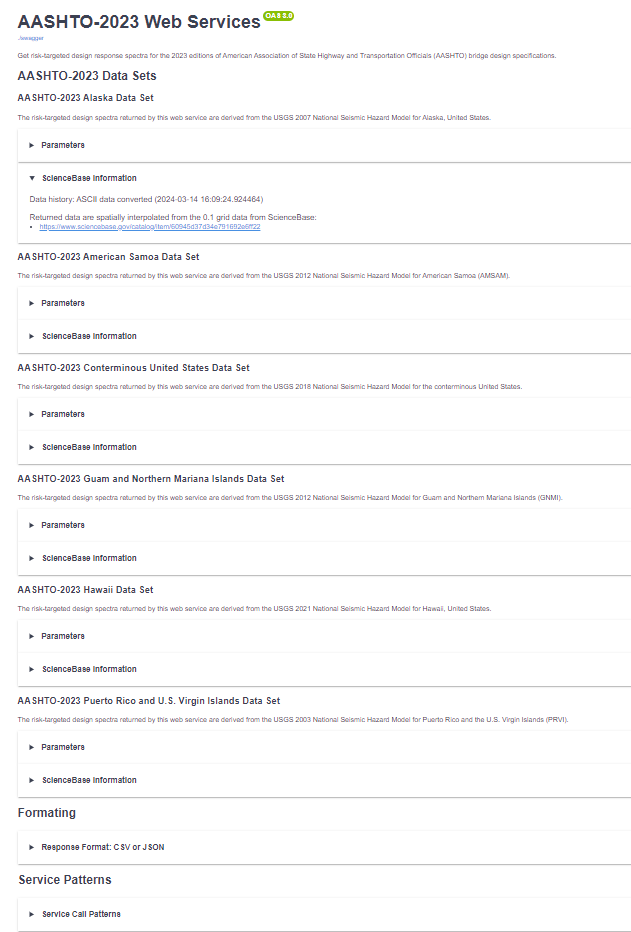 AASHTO-2023 Web Services OAS 3.0
./swagger
Get risk-targeted design response spectra for the 2023 editions of American Association of State Highway and Transportation Officials (AASHTO) bridge design specifications.
AASHTO-2023 Data Sets
AASHTO-2023 Alaska Data Set
The risk-targeted design spectra returned by this web service are derived from the USGS 2007 National Seismic Hazard Model for Alaska, United States.
Parameters
ScienceBase Information
Data history: ASCII data converted (2024-03-14 16:09:24.924464)
Returned data are spatially interpolated from the 0.1 grid data from ScienceBase:
https://www.sciencebase.gov/catalog/item/60945d37d34e791692e6ff22
AASHTO-2023 American Samoa Data Set
The risk-targeted design spectra returned by this web service are derived from the USGS 2012 National Seismic Hazard Model for American Samoa (AMSAM).
Parameters
ScienceBase Information
AASHTO-2023 Conterminous United States Data Set
The risk-targeted design spectra returned by this web service are derived from the USGS 2018 National Seismic Hazard Model for the conterminous United States.
Parameters
ScienceBase Information
AASHTO-2023 Guam and Northern Mariana Islands Data Set
The risk-targeted design spectra returned by this web service are derived from the USGS 2012 National Seismic Hazard Model for Guam and Northern Mariana Islands (GNMI).
Parameters
ScienceBase Information
AASHTO-2023 Hawaii Data Set
The risk-targeted design spectra returned by this web service are derived from the USGS 2021 National Seismic Hazard Model for Hawaii, United States.
Parameters
ScienceBase Information
AASHTO-2023 Puerto Rico and U.S. Virgin Islands Data Set
The risk-targeted design spectra returned by this web service are derived from the USGS 2003 National Seismic Hazard Model for Puerto Rico and the U.S. Virgin Islands (PRVI).
Parameters
ScienceBase Information
Formating
Response Format: CSV or JSON
Service Patterns
Service Call Patterns